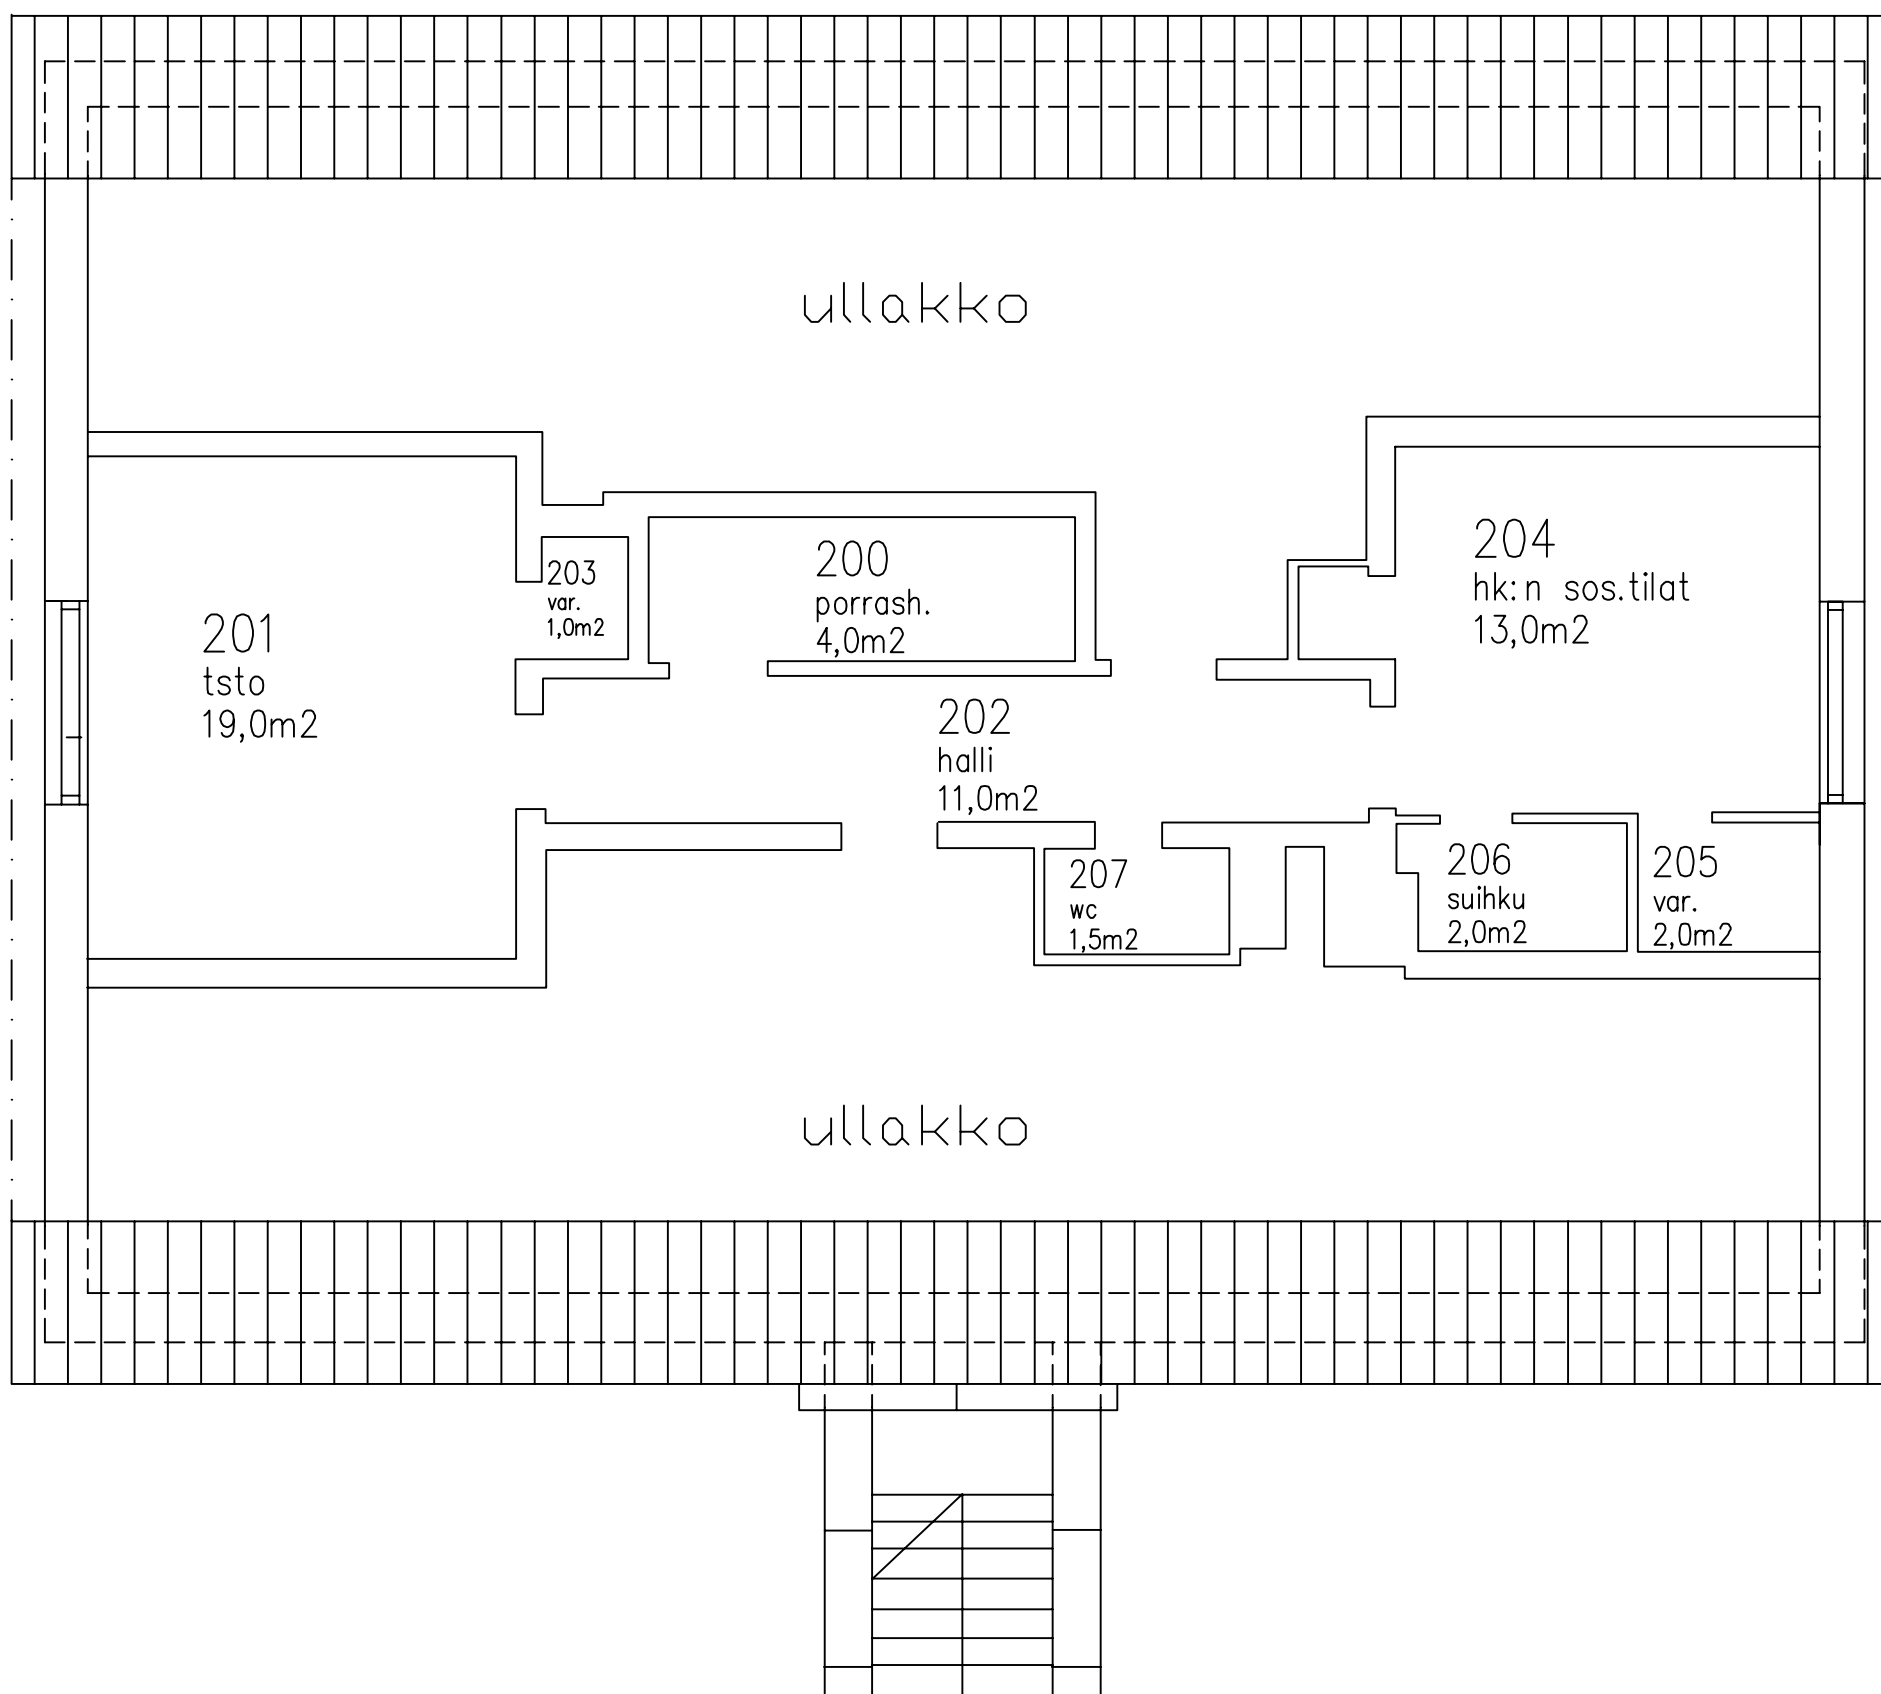 ullakko
200
porrash.
4,0m2
204
hk:n sos.tilat
13,0m2
203
var.
1,0m2
201
tsto
19,0m2
202
halli
11,0m2
207
wc
1,5m2
206
suihku
2,0m2
205
var.
2,0m2
ullakko